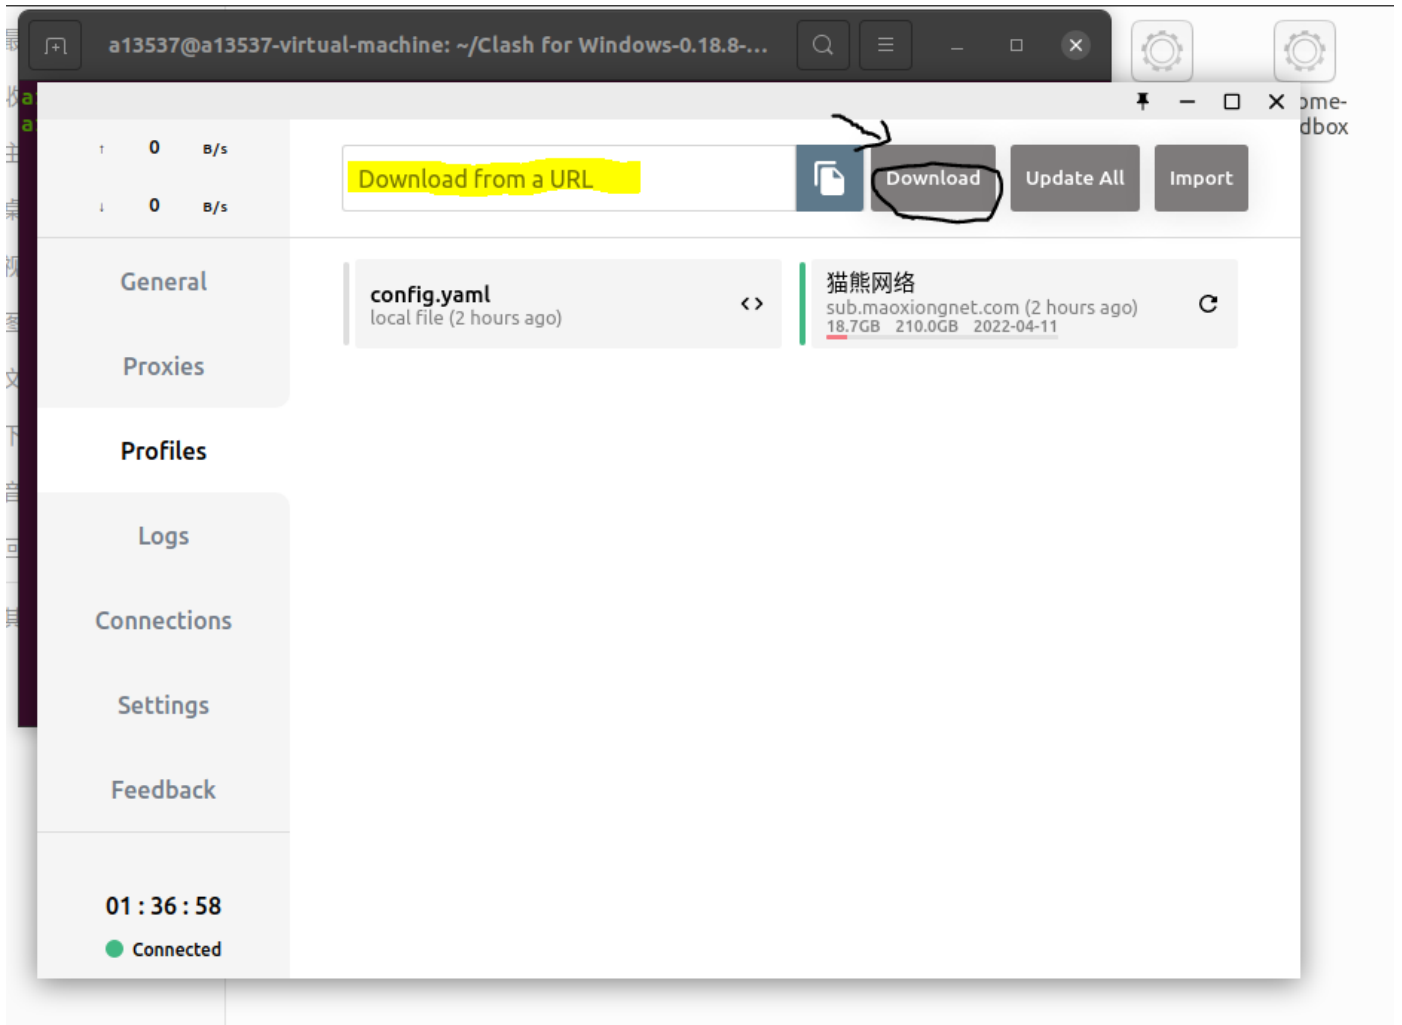 a13537@a13537-virtual-machine: ~/Clash for Windows-0.18.8-...
ome-
dbox
↑ 0 B/s
↓ 0 B/s
Download from a URL
Download
Update All
Import
General
Proxies
Profiles
Logs
Connections
Settings
Feedback
config.yaml
local file (2 hours ago)
猫熊网络
sub.maoxiongnet.com (2 hours ago)
18.7GB 210.0GB 2022-04-11
01 : 36 : 58
Connected